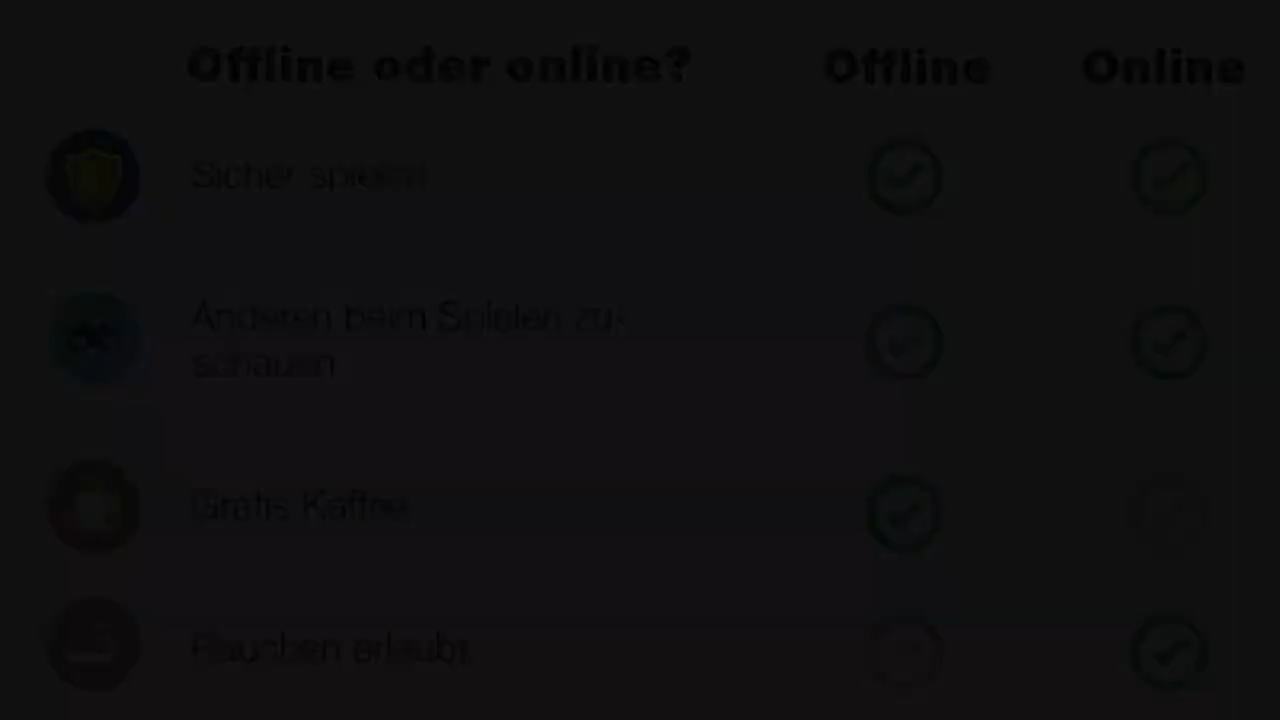 Offline oder online? Offline Online
Sicher spielen
Anderen beim Spielen zu-
schauen
Gratis Kaffee
Rauchen erlaubt